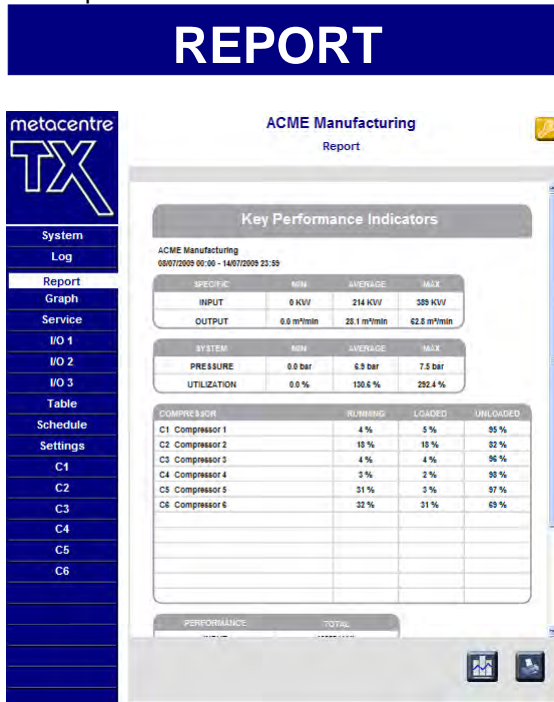 REPORT
metacentre
TX
ACME Manufacturing
Report
System
Log
Report
Graph
Service
I/O 1
I/O 2
I/O 3
Table
Schedule
Settings
C1
C2
C3
C4
C5
C6
Key Performance Indicators
ACME Manufacturing
08/07/2009 00:00 - 14/07/2009 23:59
SPECIFIC MIN AVERAGE MAX
INPUT 0 KW 214 KW 389 KW
OUTPUT 0.0 m³/min 28.1 m³/min 62.8 m³/min
SYSTEM MIN AVERAGE MAX
PRESSURE 0.0 bar 6.9 bar 7.5 bar
UTILIZATION 0.0 % 130.6 % 292.4 %
COMPRESSOR RUNNING LOADED UNLOADED
C1 Compressor 1 4 % 5 % 95 %
C2 Compressor 2 18 % 18 % 82 %
C3 Compressor 3 4 % 4 % 96 %
C4 Compressor 4 3 % 2 % 98 %
C5 Compressor 5 31 % 3 % 97 %
C6 Compressor 6 32 % 31 % 69 %
PERFORMANCE TOTAL